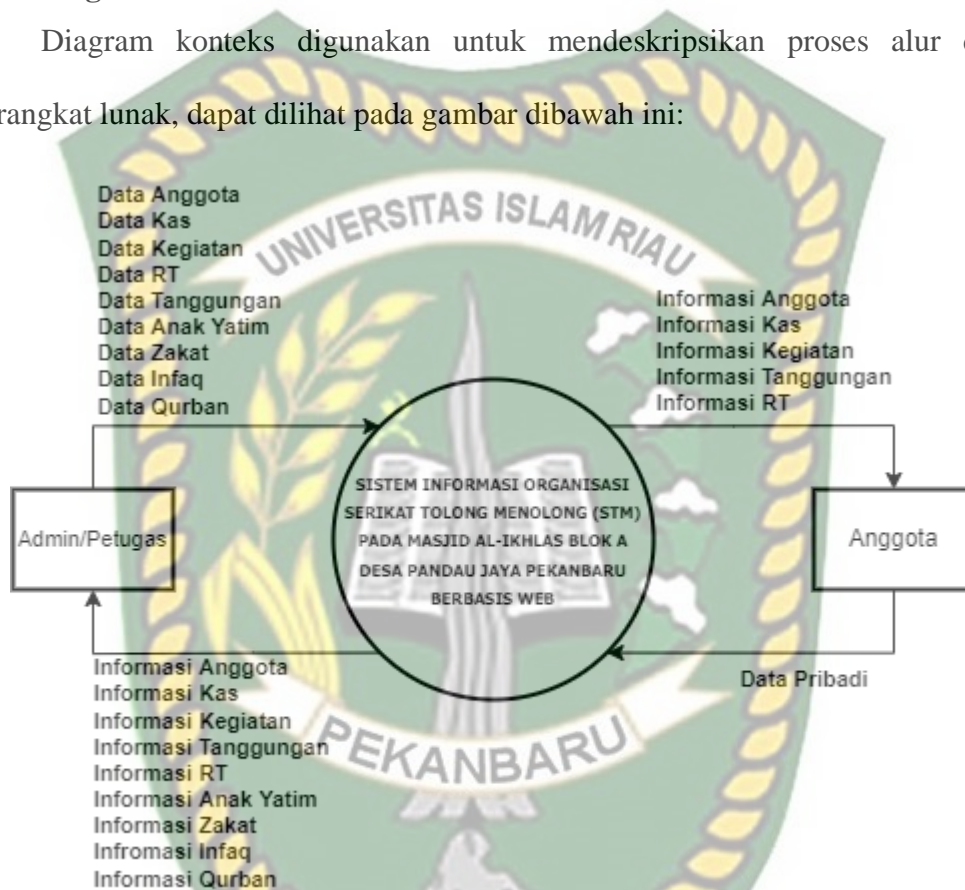 Diagram konteks digunakan untuk mendeskripsikan proses alur
rangkat lunak, dapat dilihat pada gambar dibawah ini:
UNIVERSITAS ISLAM RIAU
Data Anggota
Data Kas
Data Kegiatan
Data RT
Data Tanggungan
Data Anak Yatim
Data Zakat
Data Infaq
Data Qurban
Informasi Anggota
Informasi Kas
Informasi Kegiatan
Informasi Tanggungan
Informasi RT
Admin/Petugas
SISTEM INFORMASI ORGANISASI
SERIKAT TOLONG MENOLONG (STM)
PADA MASJID AL-IKHLAS BLOK A
DESA PANDAU JAYA PEKANBARU
BERBASIS WEB
Anggota
Informasi Anggota
Informasi Kas
Informasi Kegiatan
Informasi Tanggungan
Informasi RT
Informasi Anak Yatim
Informasi Zakat
Infromasi Infaq
Informasi Qurban
Data Pribadi
PEKANBARU